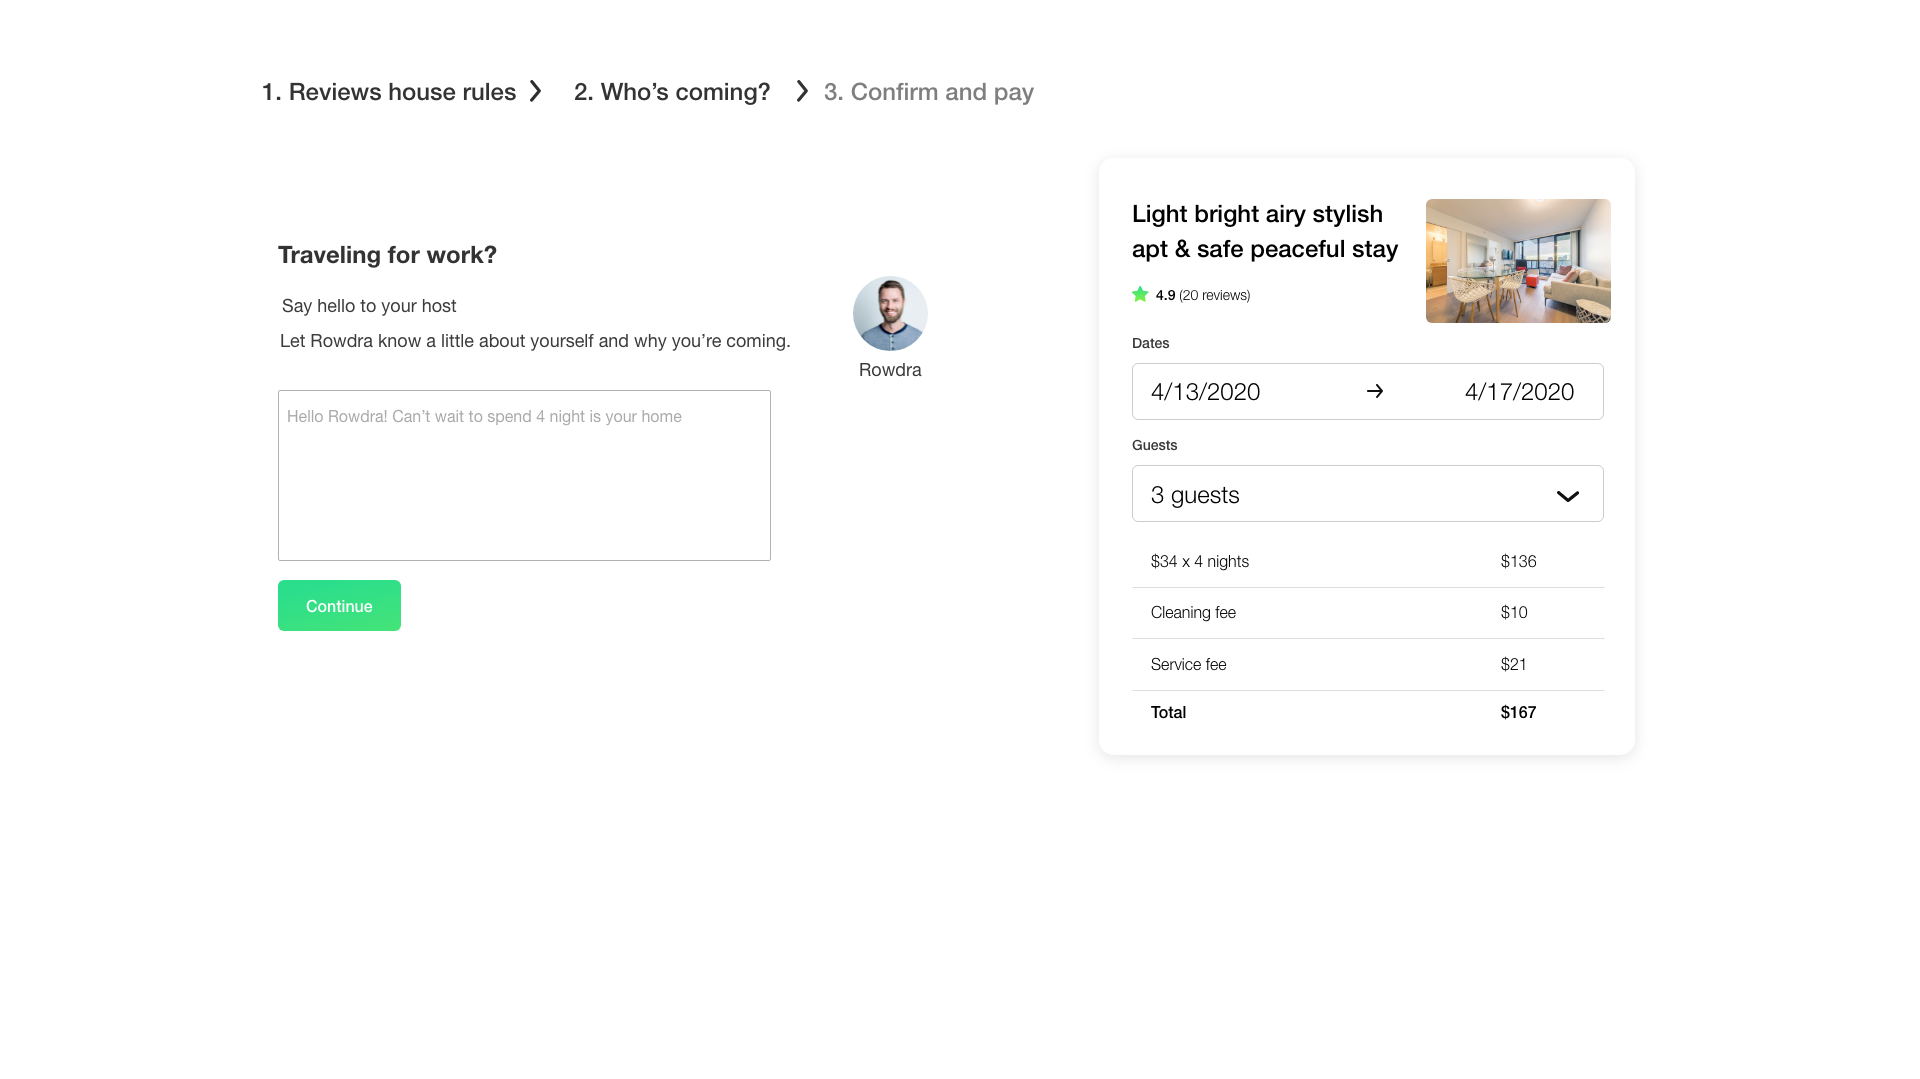 1. Reviews house rules
2. Who’s coming?
3. Confirm and pay
Traveling for work?
Say hello to your host
Let Rowdra know a little about yourself and why you’re coming.
Rowdra
Hello Rowdra! Can’t wait to spend 4 night is your home
Continue
Light bright airy stylish
apt & safe peaceful stay
4.9 (20 reviews)
Dates
4/13/2020 → 4/17/2020
Guests
3 guests
$34 x 4 nights $136
Cleaning fee $10
Service fee $21
Total $167